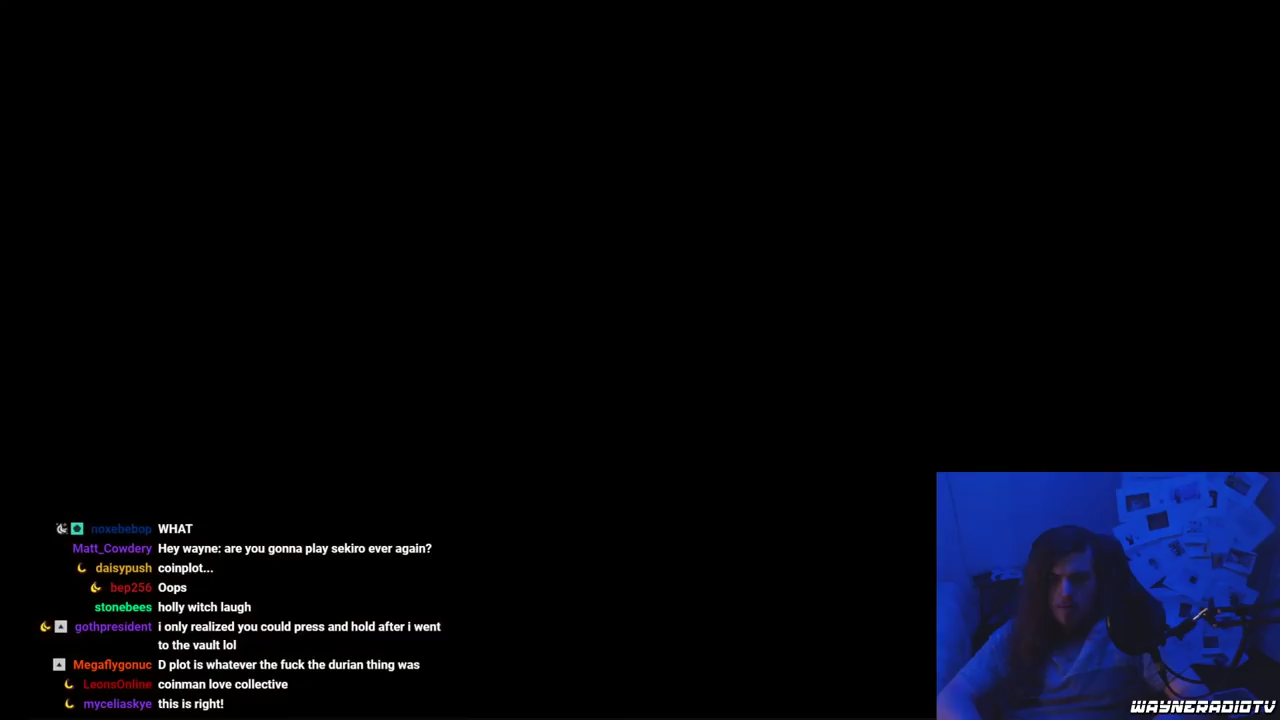 noxebebop WHAT
Matt_Cowdery Hey wayne: are you gonna play sekiro ever again?
daisypush coinplot...
bep256 Oops
stonebees holly witch laugh
gothpresident i only realized you could press and hold after i went
to the vault lol
Megaflygonuc D plot is whatever the fuck the durian thing was
LeonsOnline coinman love collective
myceliaskye this is right!
WAYNERADIOTV